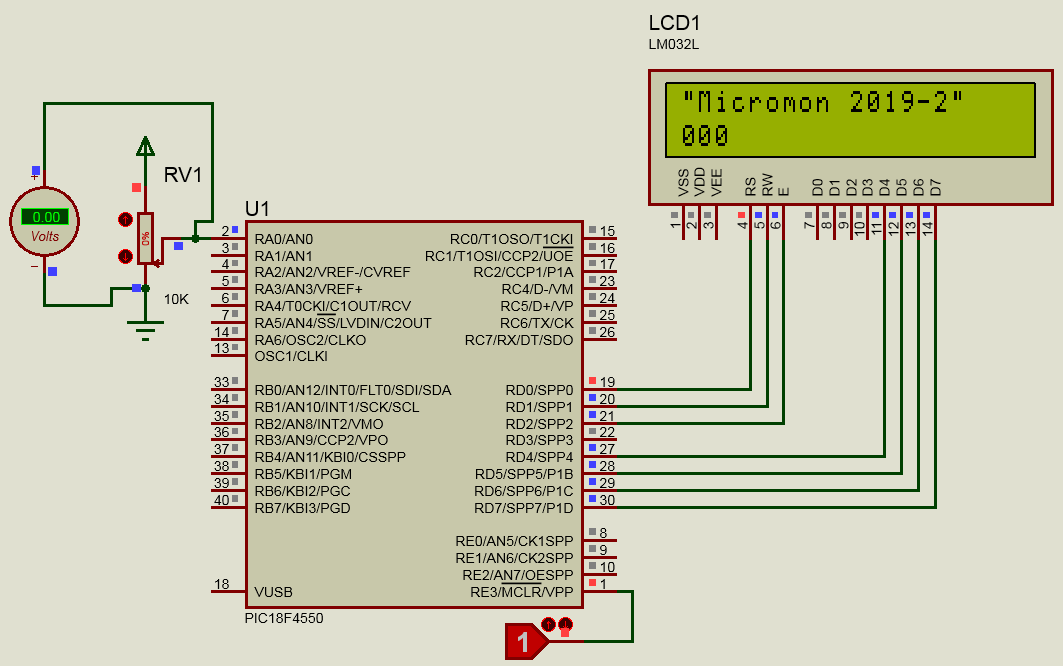 LCD1
LM032L
"Micromon 2019-2"
000
VSS
VDD
VEE
RS
RW
E
D0
D1
D2
D3
D4
D5
D6
D7
1
2
3
4
5
6
7
8
9
10
11
12
13
14
RV1
+
0.00
Volts
0%
10K
U1
2 RA0/AN0 RC0/T1OSO/T1CKI 15
3 RA1/AN1 RC1/T1OSI/CCP2/UOE 16
4 RA2/AN2/VREF-/CVREF RC2/CCP1/P1A 17
5 RA3/AN3/VREF+ RC4/D-/VM 23
6 RA4/T0CKI/C1OUT/RCV RC5/D+/VP 24
7 RA5/AN4/SS/LVDIN/C2OUT RC6/TX/CK 25
14 RA6/OSC2/CLKO RC7/RX/DT/SDO 26
13 OSC1/CLKI
33 RB0/AN12/INT0/FLT0/SDI/SDA RD0/SPP0 19
34 RB1/AN10/INT1/SCK/SCL RD1/SPP1 20
35 RB2/AN8/INT2/VMO RD2/SPP2 21
36 RB3/AN9/CCP2/VPO RD3/SPP3 22
37 RB4/AN11/KBI0/CSSPP RD4/SPP4 27
38 RB5/KBI1/PGM RD5/SPP5/P1B 28
39 RB6/KBI2/PGC RD6/SPP6/P1C 29
40 RB7/KBI3/PGD RD7/SPP7/P1D 30
RE0/AN5/CK1SPP 8
RE1/AN6/CK2SPP 9
RE2/AN7/OESPP 10
18 VUSB RE3/MCLR/VPP 1
PIC18F4550
1